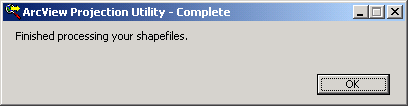 ArcView Projection Utility - Complete
Finished processing your shapefiles.
OK